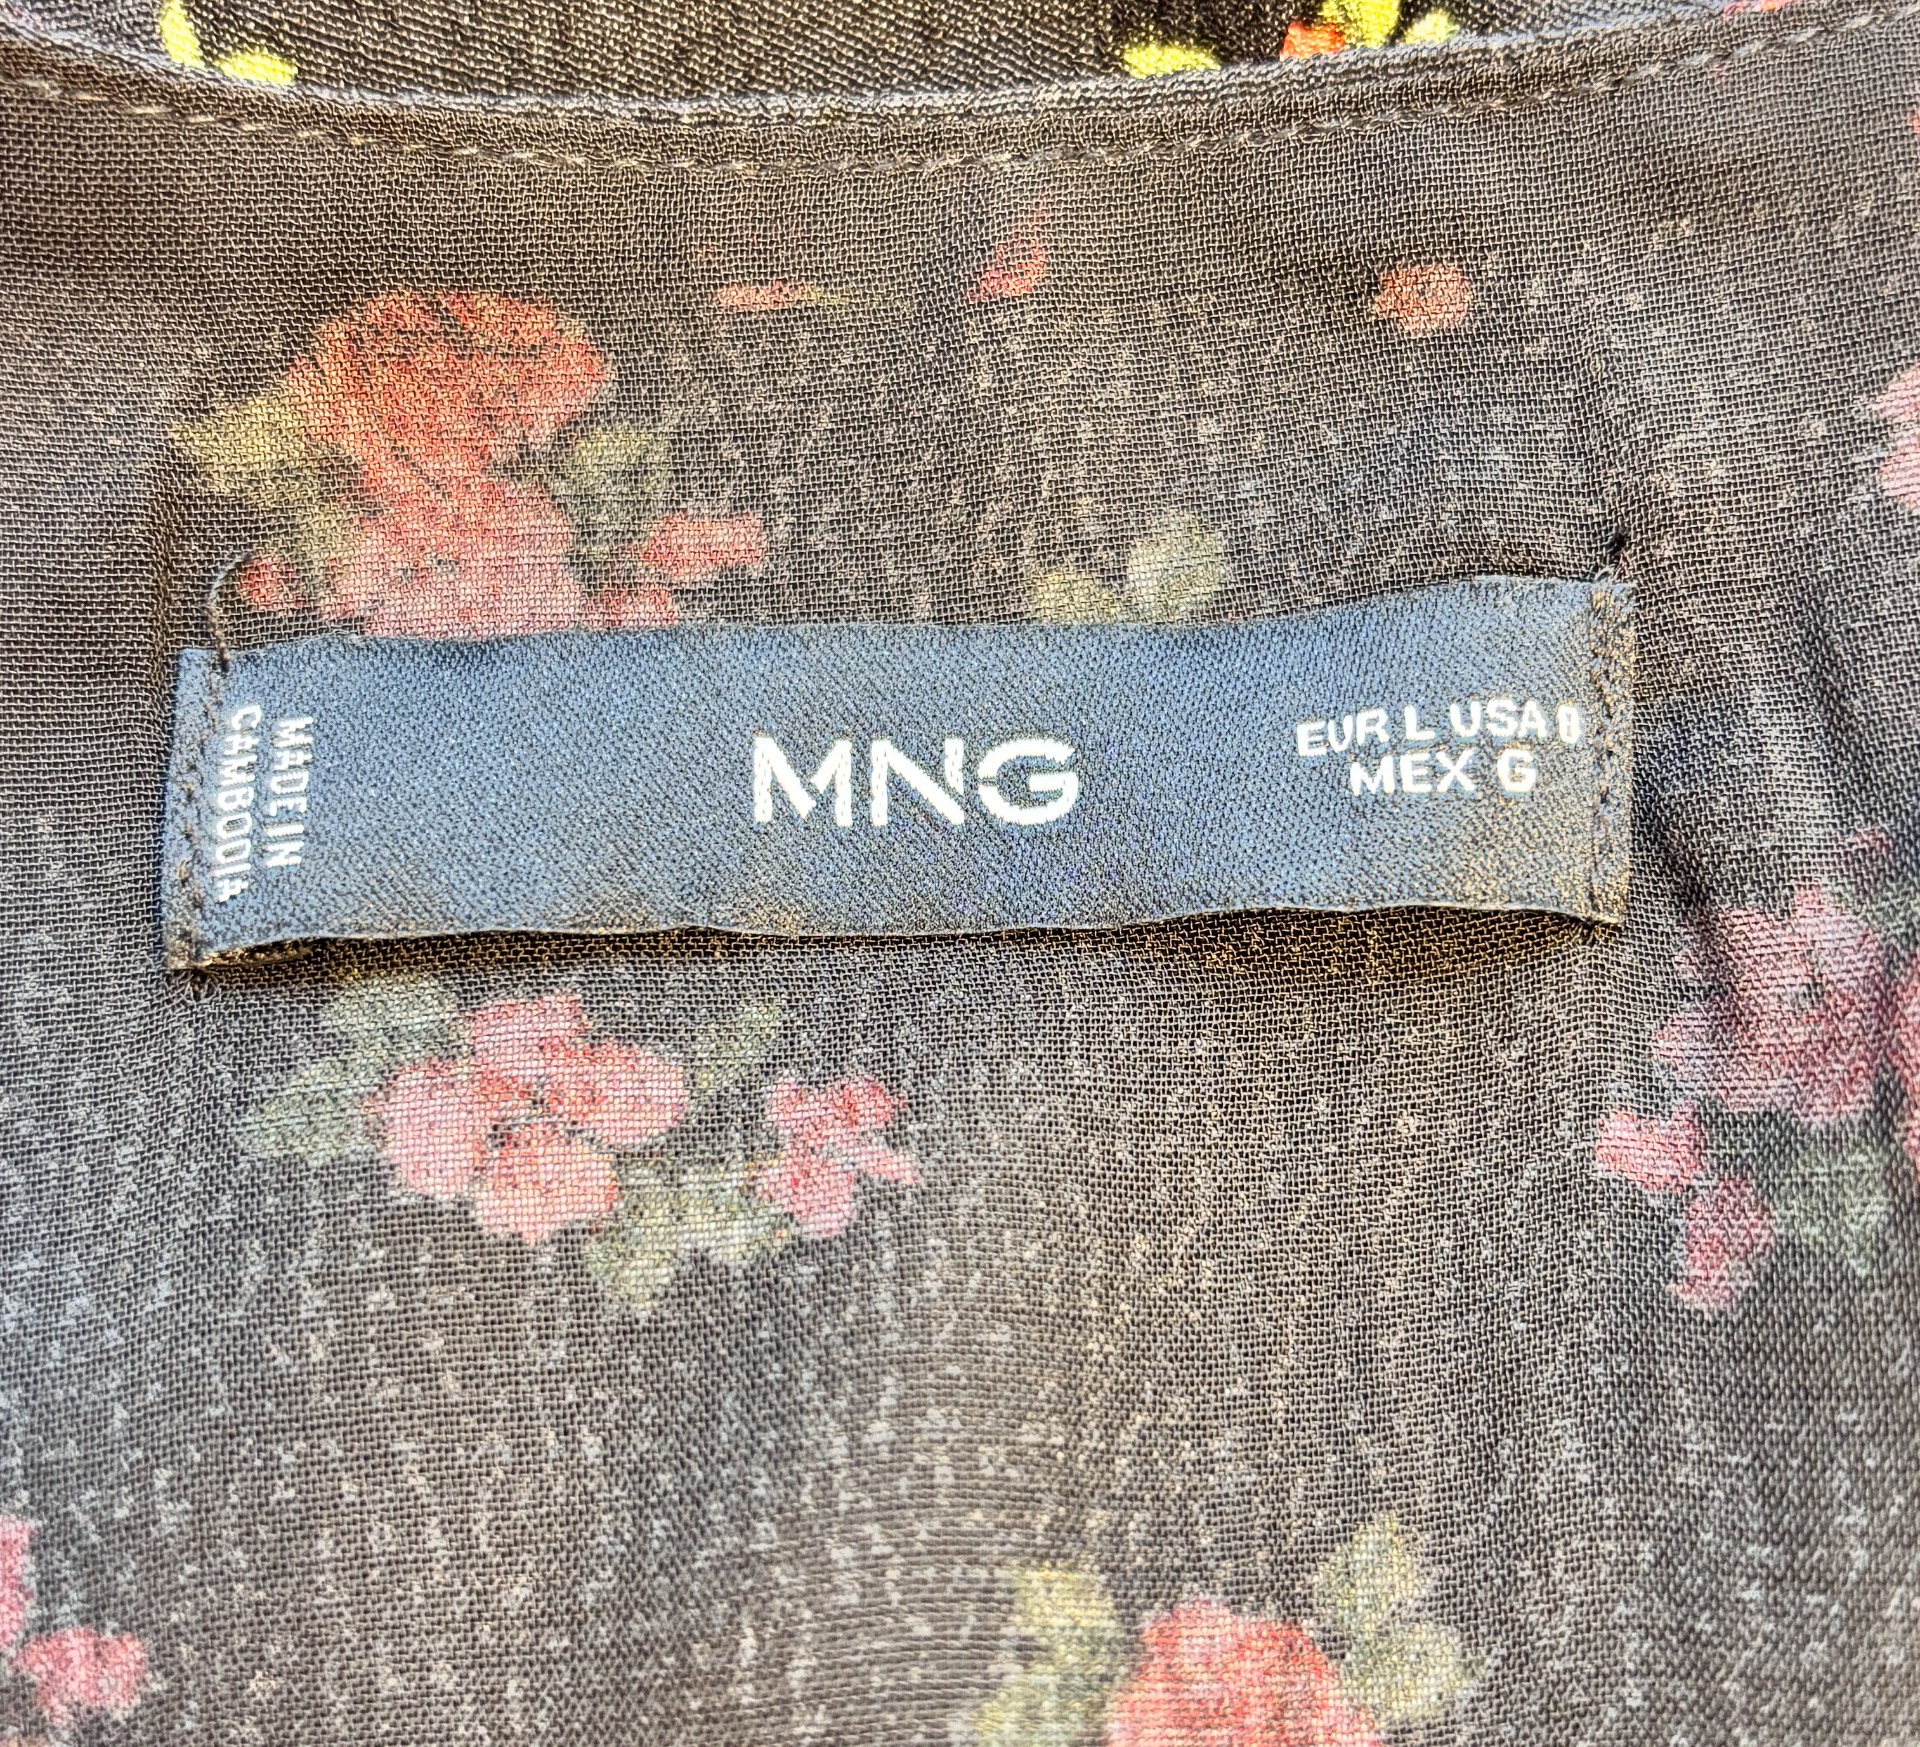 MADE IN
CAMBODIA
MNG
EUR L USA 8
MEX G